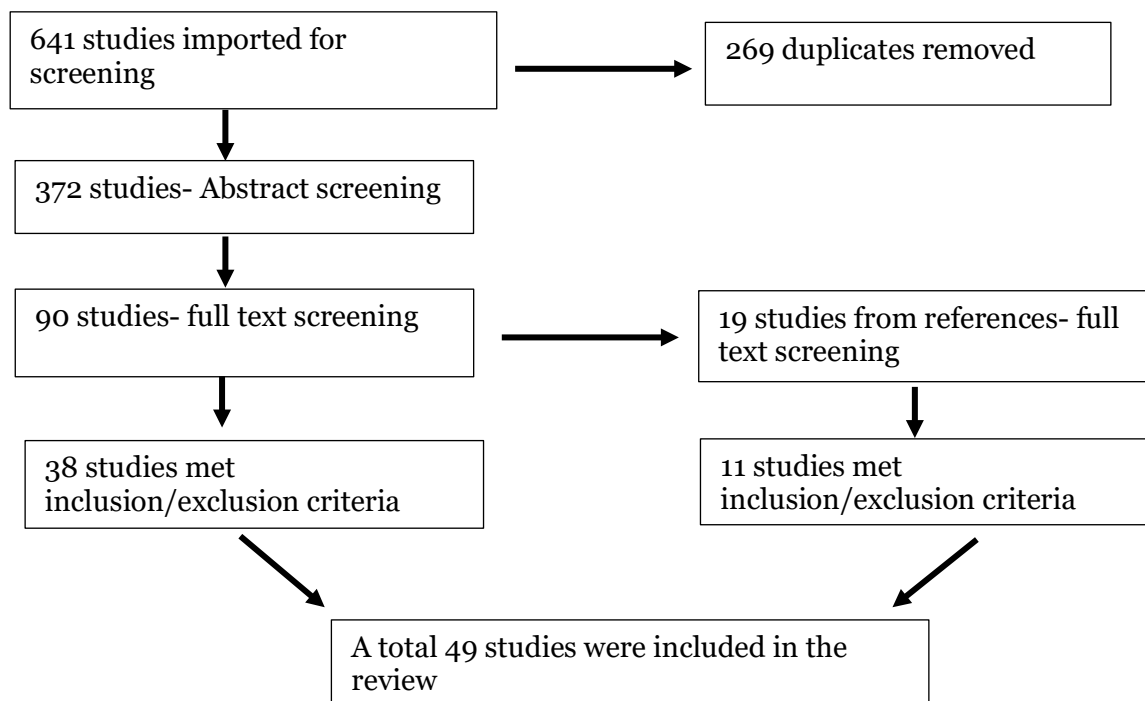 641 studies imported for
screening
269 duplicates removed
372 studies- Abstract screening
90 studies- full text screening
19 studies from references- full
text screening
38 studies met
inclusion/exclusion criteria
11 studies met
inclusion/exclusion criteria
A total 49 studies were included in the
review